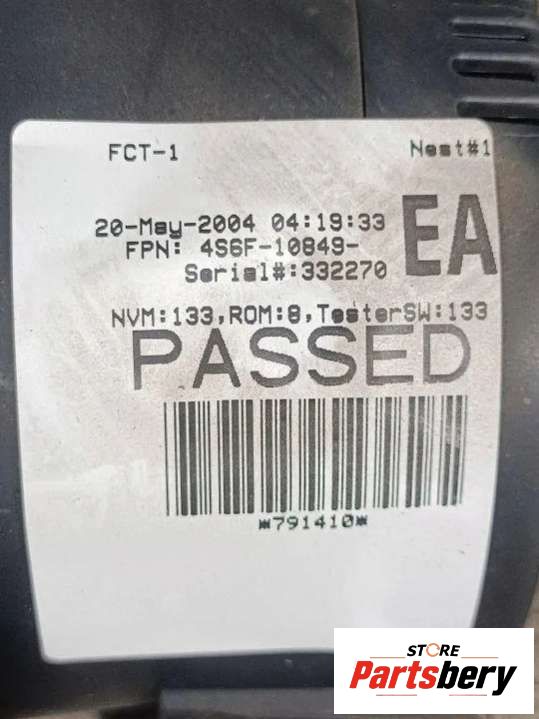 FCT-1 Nest#1
20-May-2004 04:19:33
FPN: 4S6F-10849- EA
Serial#:332270
NVM:133,ROM:8,TesterSW:133
PASSED
*791410*
STORE
Partsbery